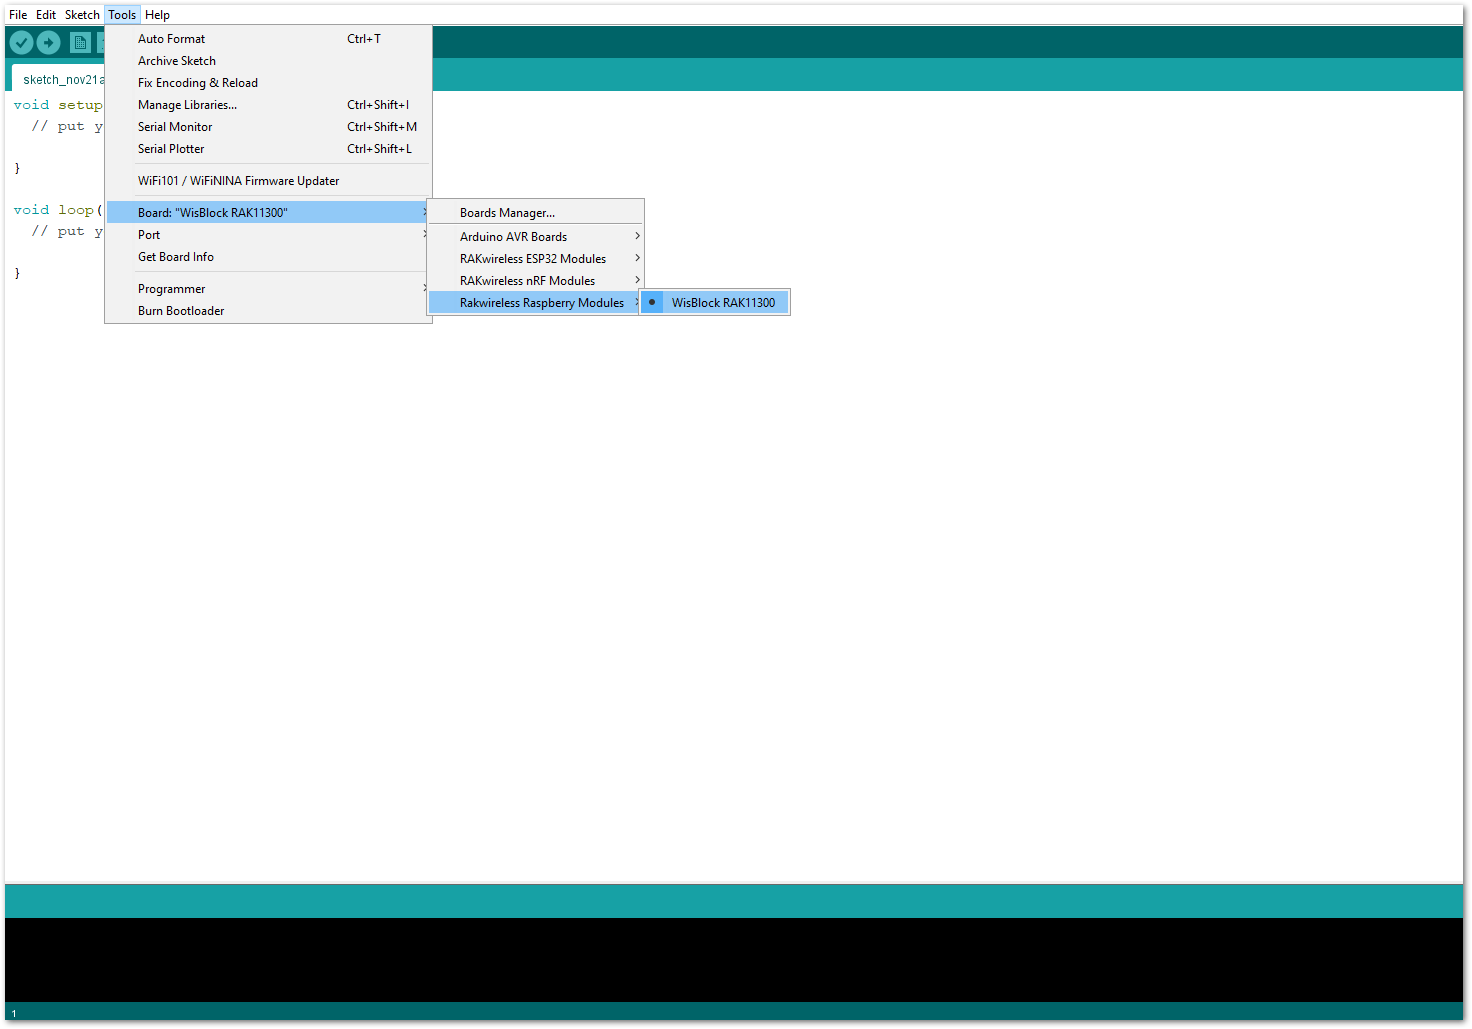 File Edit Sketch Tools Help
Auto Format Ctrl+T
Archive Sketch
Fix Encoding & Reload
Manage Libraries... Ctrl+Shift+I
Serial Monitor Ctrl+Shift+M
Serial Plotter Ctrl+Shift+L
WiFi101 / WiFiNINA Firmware Updater
Board: "WisBlock RAK11300"
Port
Get Board Info
Programmer
Burn Bootloader
Boards Manager...
Arduino AVR Boards
RAKwireless ESP32 Modules
RAKwireless nRF Modules
Rakwireless Raspberry Modules
WisBlock RAK11300
sketch_nov21a
void setup
// put y
}
void loop(
// put y
}
1